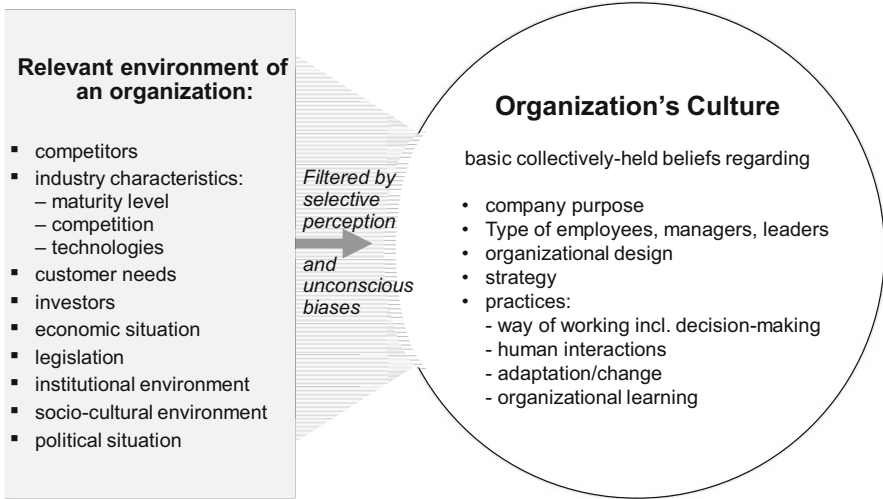 Relevant environment of
an organization:
▪ competitors
▪ industry characteristics:
– maturity level
– competition
– technologies
▪ customer needs
▪ investors
▪ economic situation
▪ legislation
▪ institutional environment
▪ socio-cultural environment
▪ political situation
Filtered by
selective
perception
and
unconscious
biases
Organization’s Culture
basic collectively-held beliefs regarding
• company purpose
• Type of employees, managers, leaders
• organizational design
• strategy
• practices:
- way of working incl. decision-making
- human interactions
- adaptation/change
- organizational learning